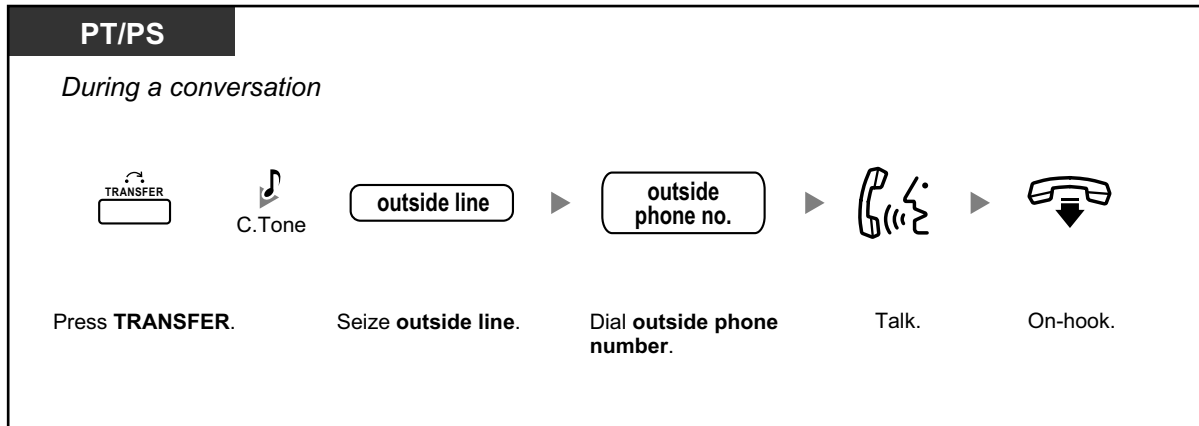 PT/PS
During a conversation
TRANSFER
C.Tone
outside line
outside
phone no.
Press TRANSFER.
Seize outside line.
Dial outside phone
number.
Talk.
On-hook.